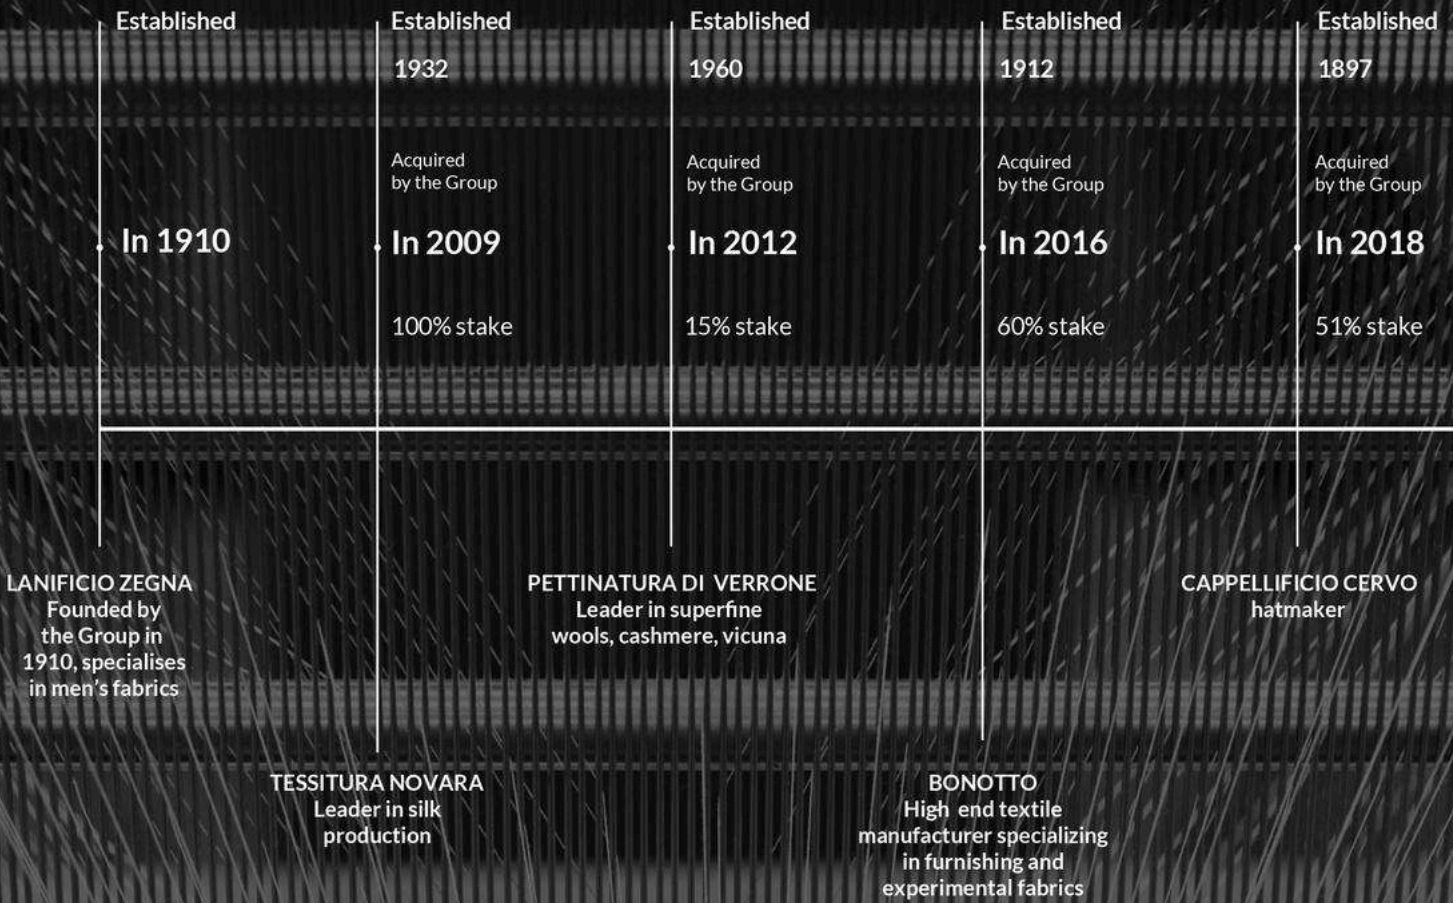 Established
In 1910
LANIFICIO ZEGNA
Founded by
the Group in
1910, specialises
in men's fabrics
Established
1932
Acquired
by the Group
In 2009
100% stake
TESSITURA NOVARA
Leader in silk
production
Established
1960
Acquired
by the Group
In 2012
15% stake
PETTINATURA DI VERRONE
Leader in superfine
wools, cashmere, vicuna
Established
1912
Acquired
by the Group
In 2016
60% stake
BONOTTO
High end textile
manufacturer specializing
in furnishing and
experimental fabrics
Established
1897
Acquired
by the Group
In 2018
51% stake
CAPPELLIFICIO CERVO
hatmaker